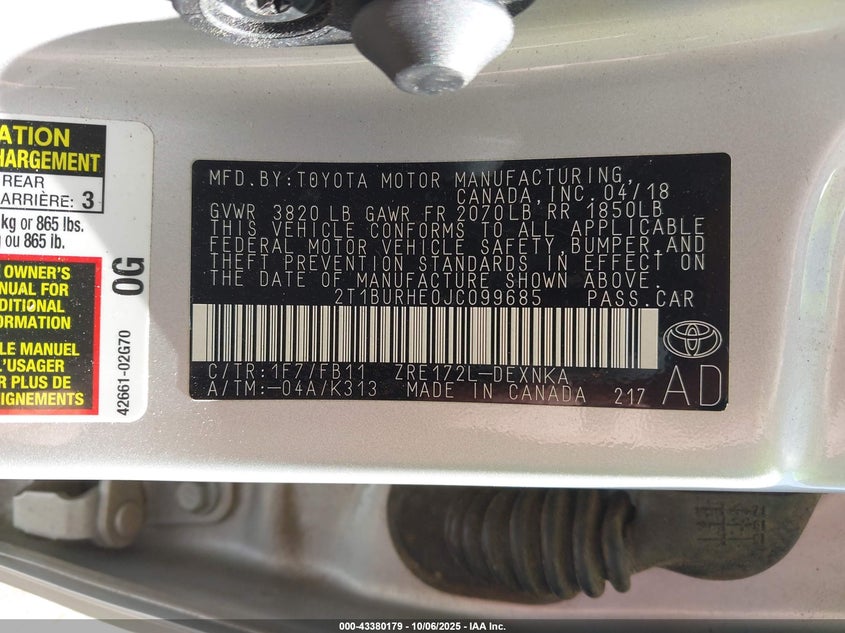 ATION
HARGEMENT
REAR
ARRIÈRE: 3
kg or 865 lbs.
ou 865 lb.
OWNER'S
NUAL FOR
DITIONAL
ORMATION
LE MANUEL
L'USAGER
R PLUS DE
SIGNEMENTS
0G
42661-02G70
MFD.BY:TOYOTA MOTOR MANUFACTURING,
CANADA,INC. 04/18
GVWR 3820 LB GAWR FR 2070LB RR 1850LB
THIS VEHICLE CONFORMS TO ALL APPLICABLE
FEDERAL MOTOR VEHICLE SAFETY,BUMPER,AND
THEFT PREVENTION STANDARDS IN EFFECT ON
THE DATE OF MANUFACTURE SHOWN ABOVE.
2T1BURHE0JC099685 PASS.CAR
C/TR:1F7/FB11 ZRE172L-DEXNKA
A/TM:-04A/K313 MADE IN CANADA 217
AD
000-43380179 - 10/06/2025 - IAA Inc.